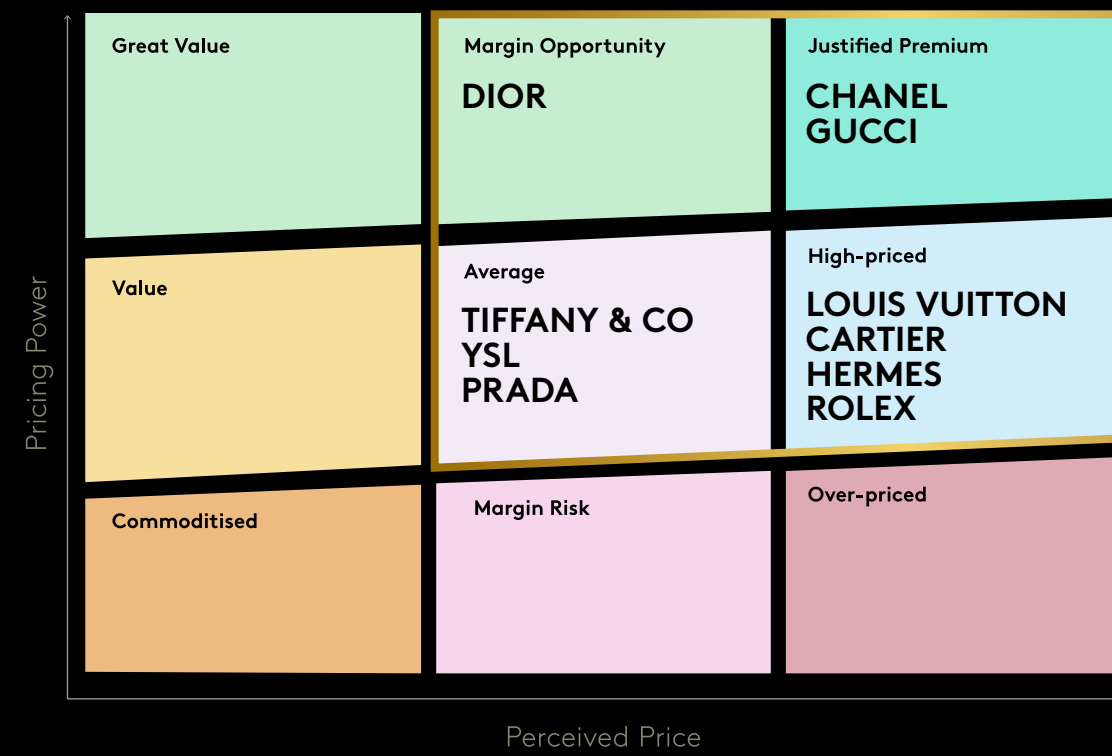 Great Value
Margin Opportunity
DIOR
Justified Premium
CHANEL
GUCCI
Value
Average
TIFFANY & CO
YSL
PRADA
High-priced
LOUIS VUITTON
CARTIER
HERMES
ROLEX
Commoditised
Margin Risk
Over-priced
Pricing Power
Perceived Price